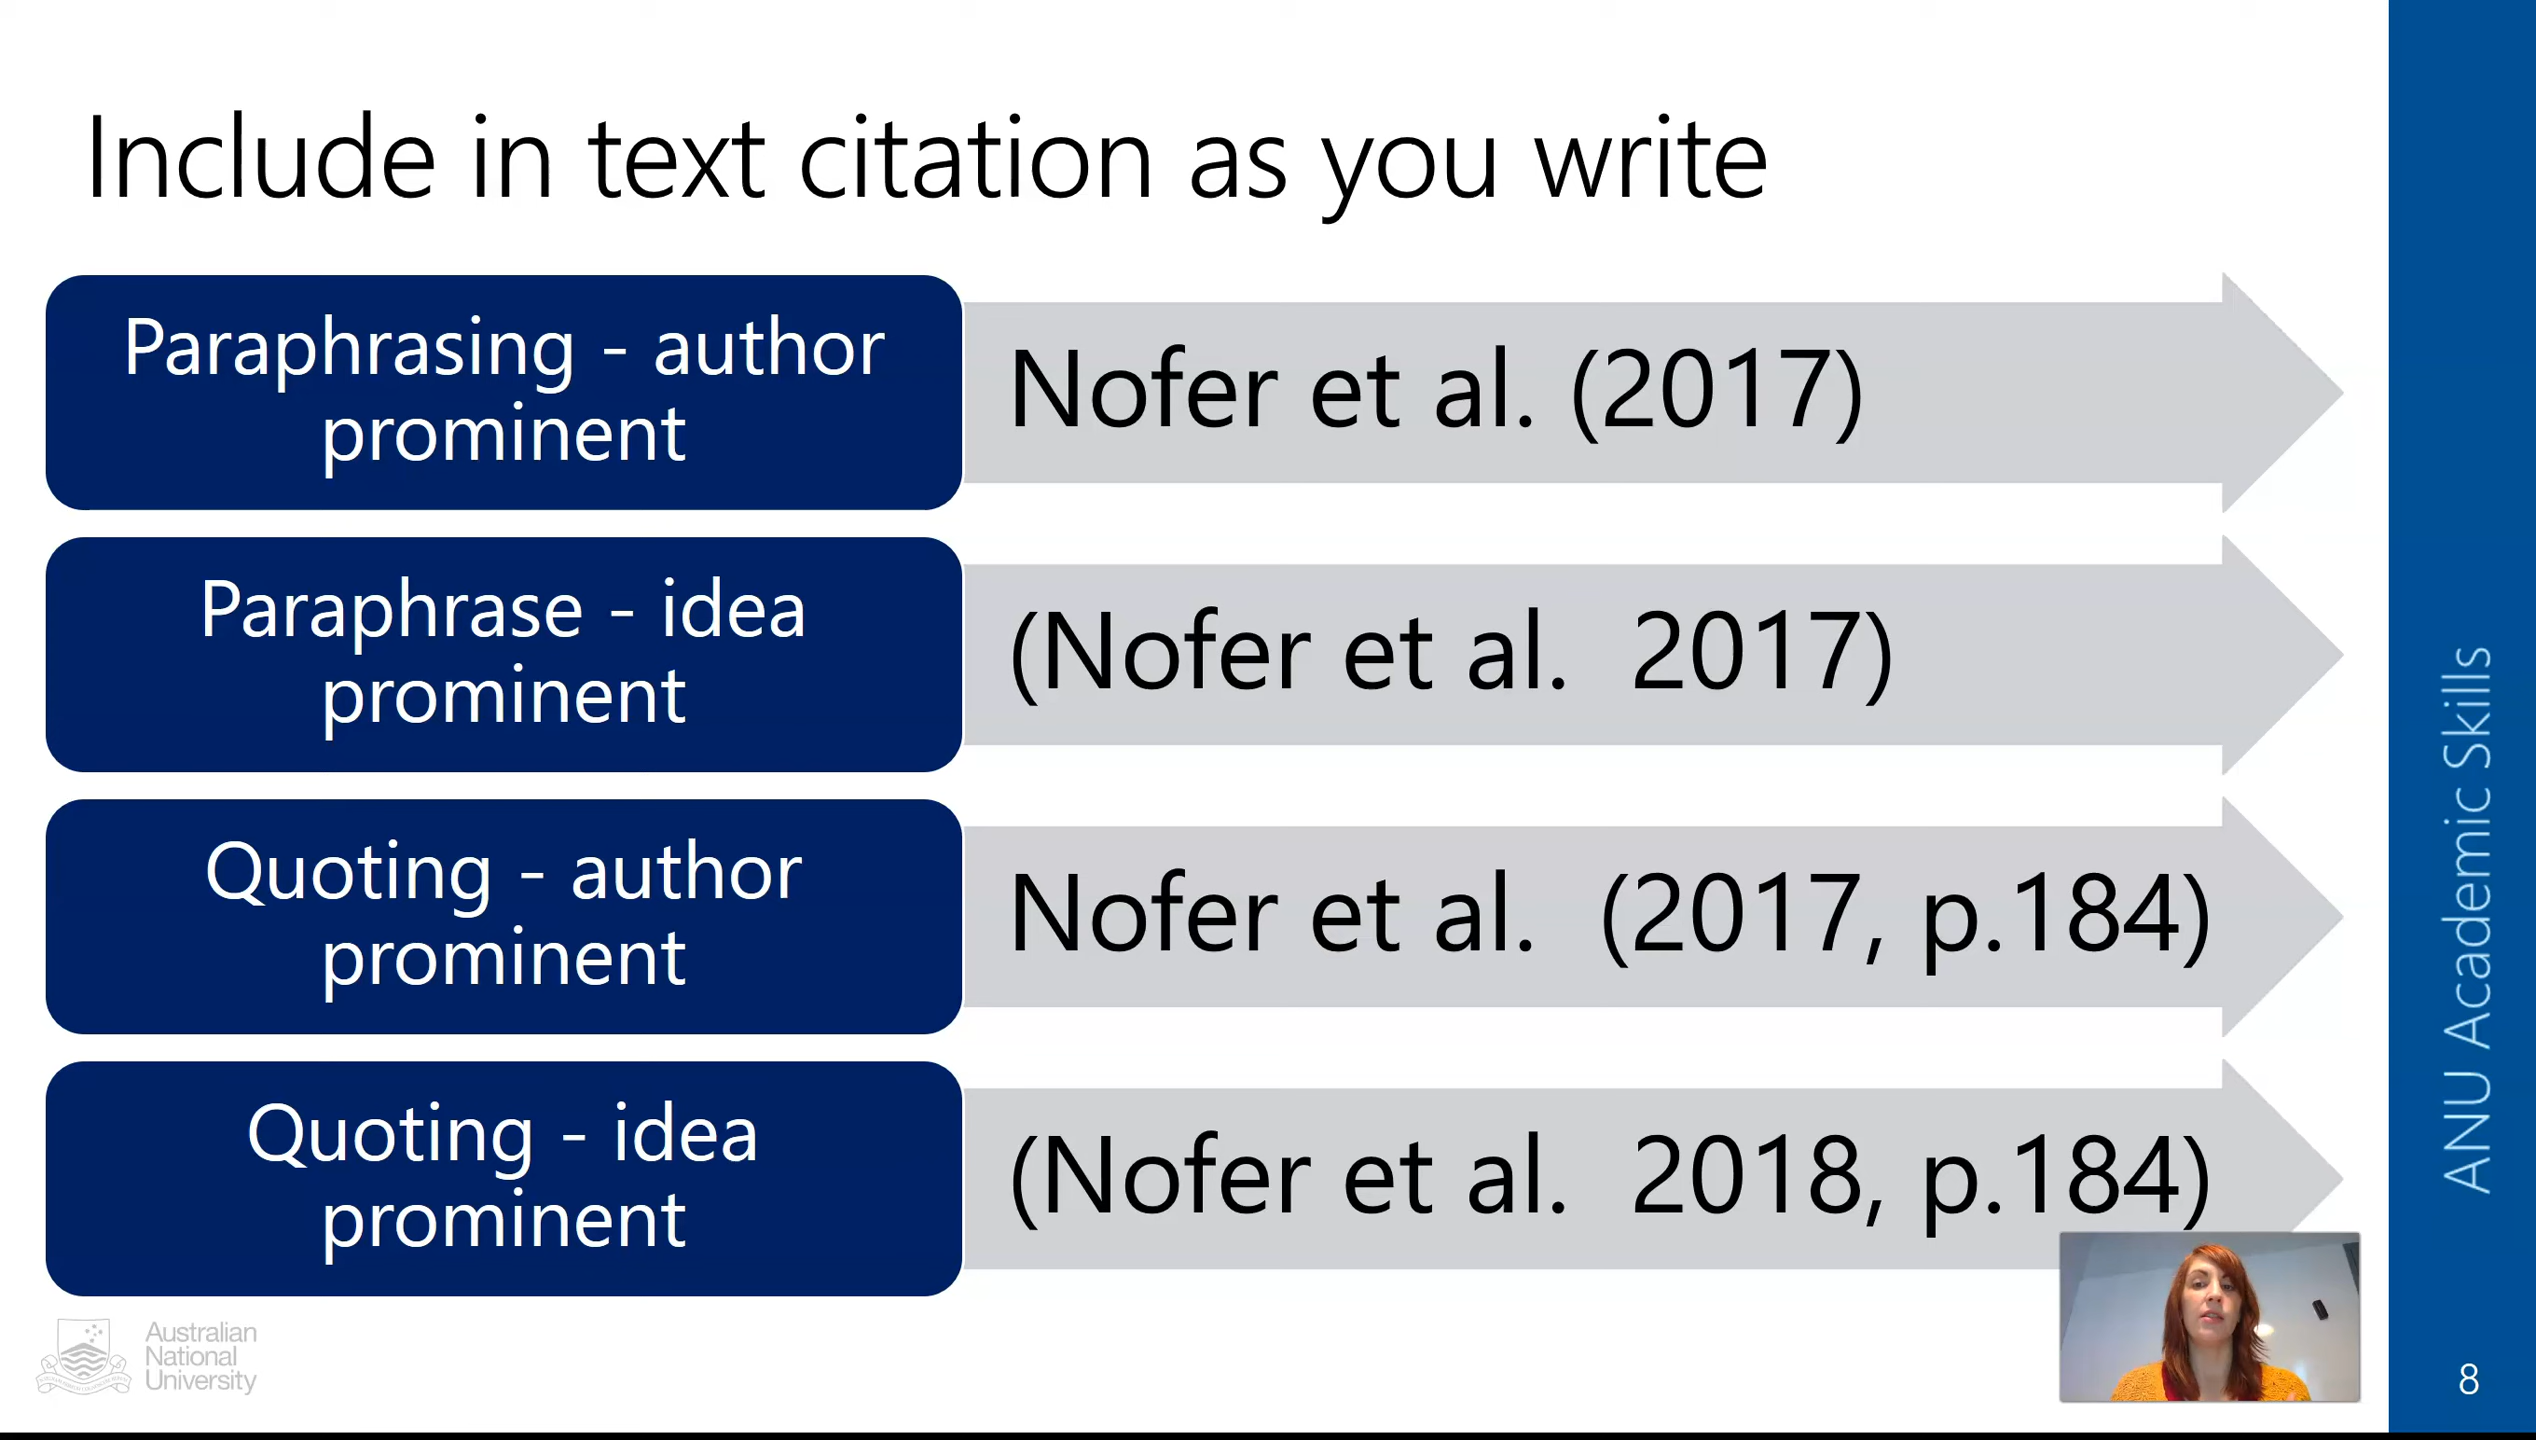 Include in text citation as you write
Paraphrasing - author
prominent
Nofer et al. (2017)
Paraphrase - idea
prominent
(Nofer et al.  2017)
Quoting - author
prominent
Nofer et al.  (2017, p.184)
Quoting - idea
prominent
(Nofer et al.  2018, p.184)
ANU Academic Skills
Australian
National
University
8